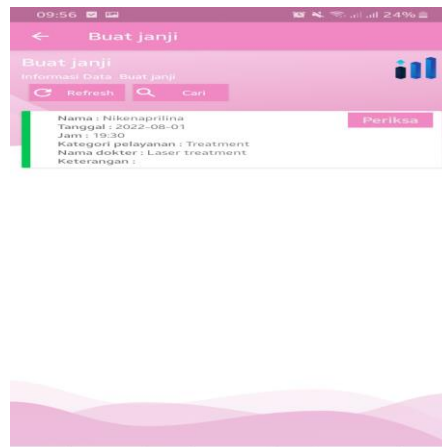 09:56 24%
Buat janji
Buat janji
Informasi Data Buat janji
Refresh Cari
Nama : Nikenaprilina
Periksa
Tanggal : 2022-08-01
Jam : 19:30
Kategori pelayanan : Treatment
Nama dokter : Laser treatment
Keterangan :